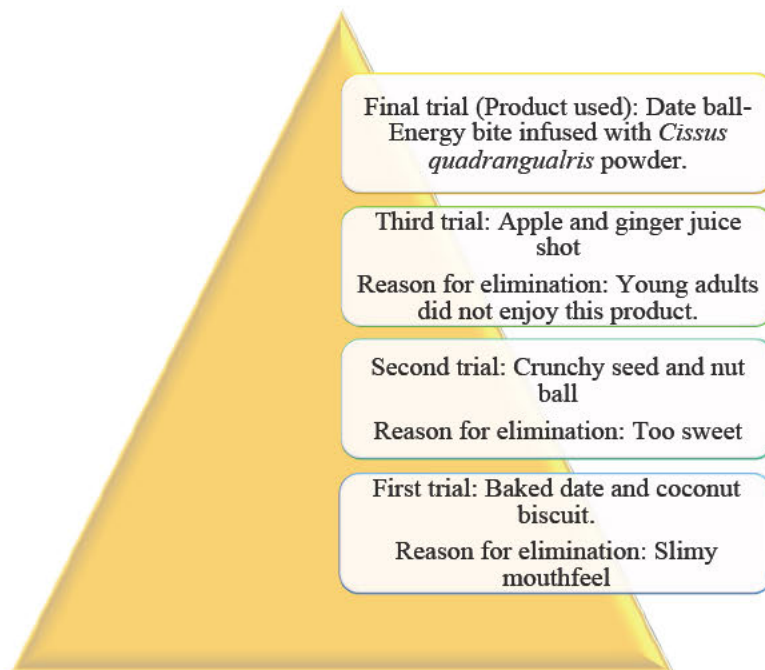 Final trial (Product used): Date ball-
Energy bite infused with Cissus
quadrangualris powder.
Third trial: Apple and ginger juice
shot
Reason for elimination: Young adults
did not enjoy this product.
Second trial: Crunchy seed and nut
ball
Reason for elimination: Too sweet
First trial: Baked date and coconut
biscuit.
Reason for elimination: Slimy
mouthfeel